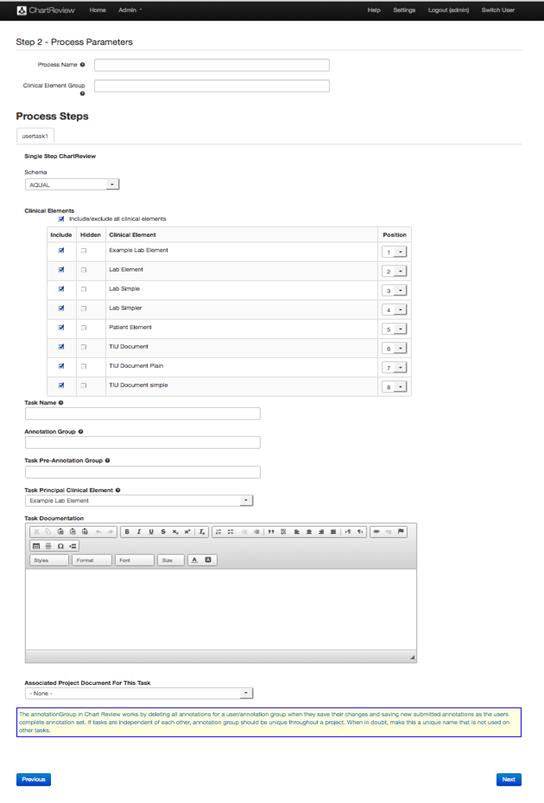 ChartReview Home Admin Help Settings Logout (admin) Switch User
Step 2 - Process Parameters
Process Name
Clinical Element Group
Process Steps
usertask1
Single Step ChartReview
Schema
AQUAL
Clinical Elements
Include/exclude all clinical elements
Include Hidden Clinical Element Position
Example Lab Element 1
Lab Element 2
Lab Simple 3
Lab Simpler 4
Patient Element 5
TIU Document 6
TIU Document Plain 7
TIU Document simple 8
Task Name
Annotation Group
Task Pre-Annotation Group
Task Principal Clinical Element
Example Lab Element
Task Documentation
B I U S x₂ x² Ix
Ω
Styles Format Font Size A A
Associated Project Document For This Task
- None -
The annotationGroup in Chart Review works by deleting all annotations for a user/annotation group when they save their changes and saving new submitted annotations as the users
complete annotation set. If tasks are independent of each other, annotation group should be unique throughout a project. When in doubt, make this a unique name that is not used on
other tasks.
Previous Next